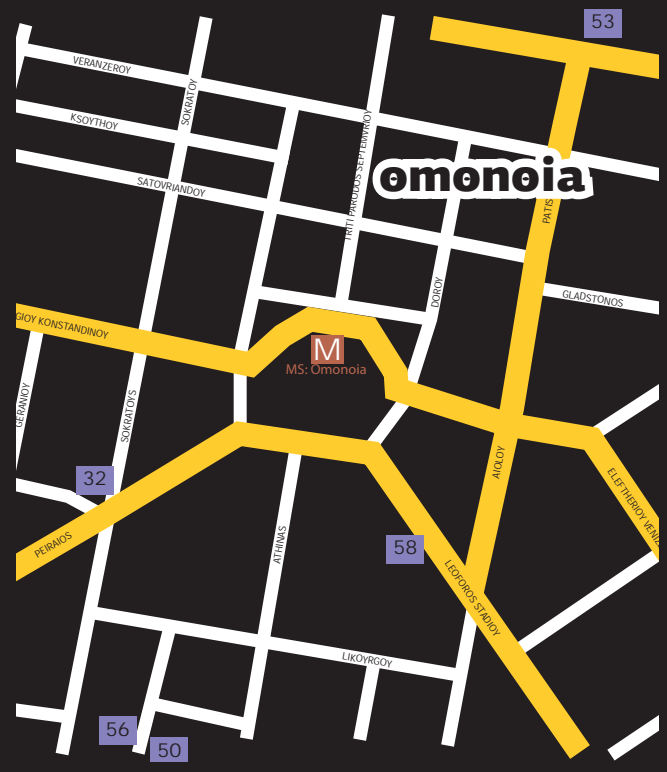 53
VERANZEROY
SOKRATOY
KSOYTHOY
TRITI PARODOS SEPTEMVRIOY
omonoia
SATOVRIANDOY
PATIS
DOROY
GLADSTONOS
GIOY KONSTANDINOY
M
MS: Omonoia
GERANIOY
SOKRATOYS
AIOLOY
32
ELEFTHERIOY VENIZ
PEIRAIOS
ATHINAS
58
LEOFOROS STADIOY
LIKOYRGOY
56
50